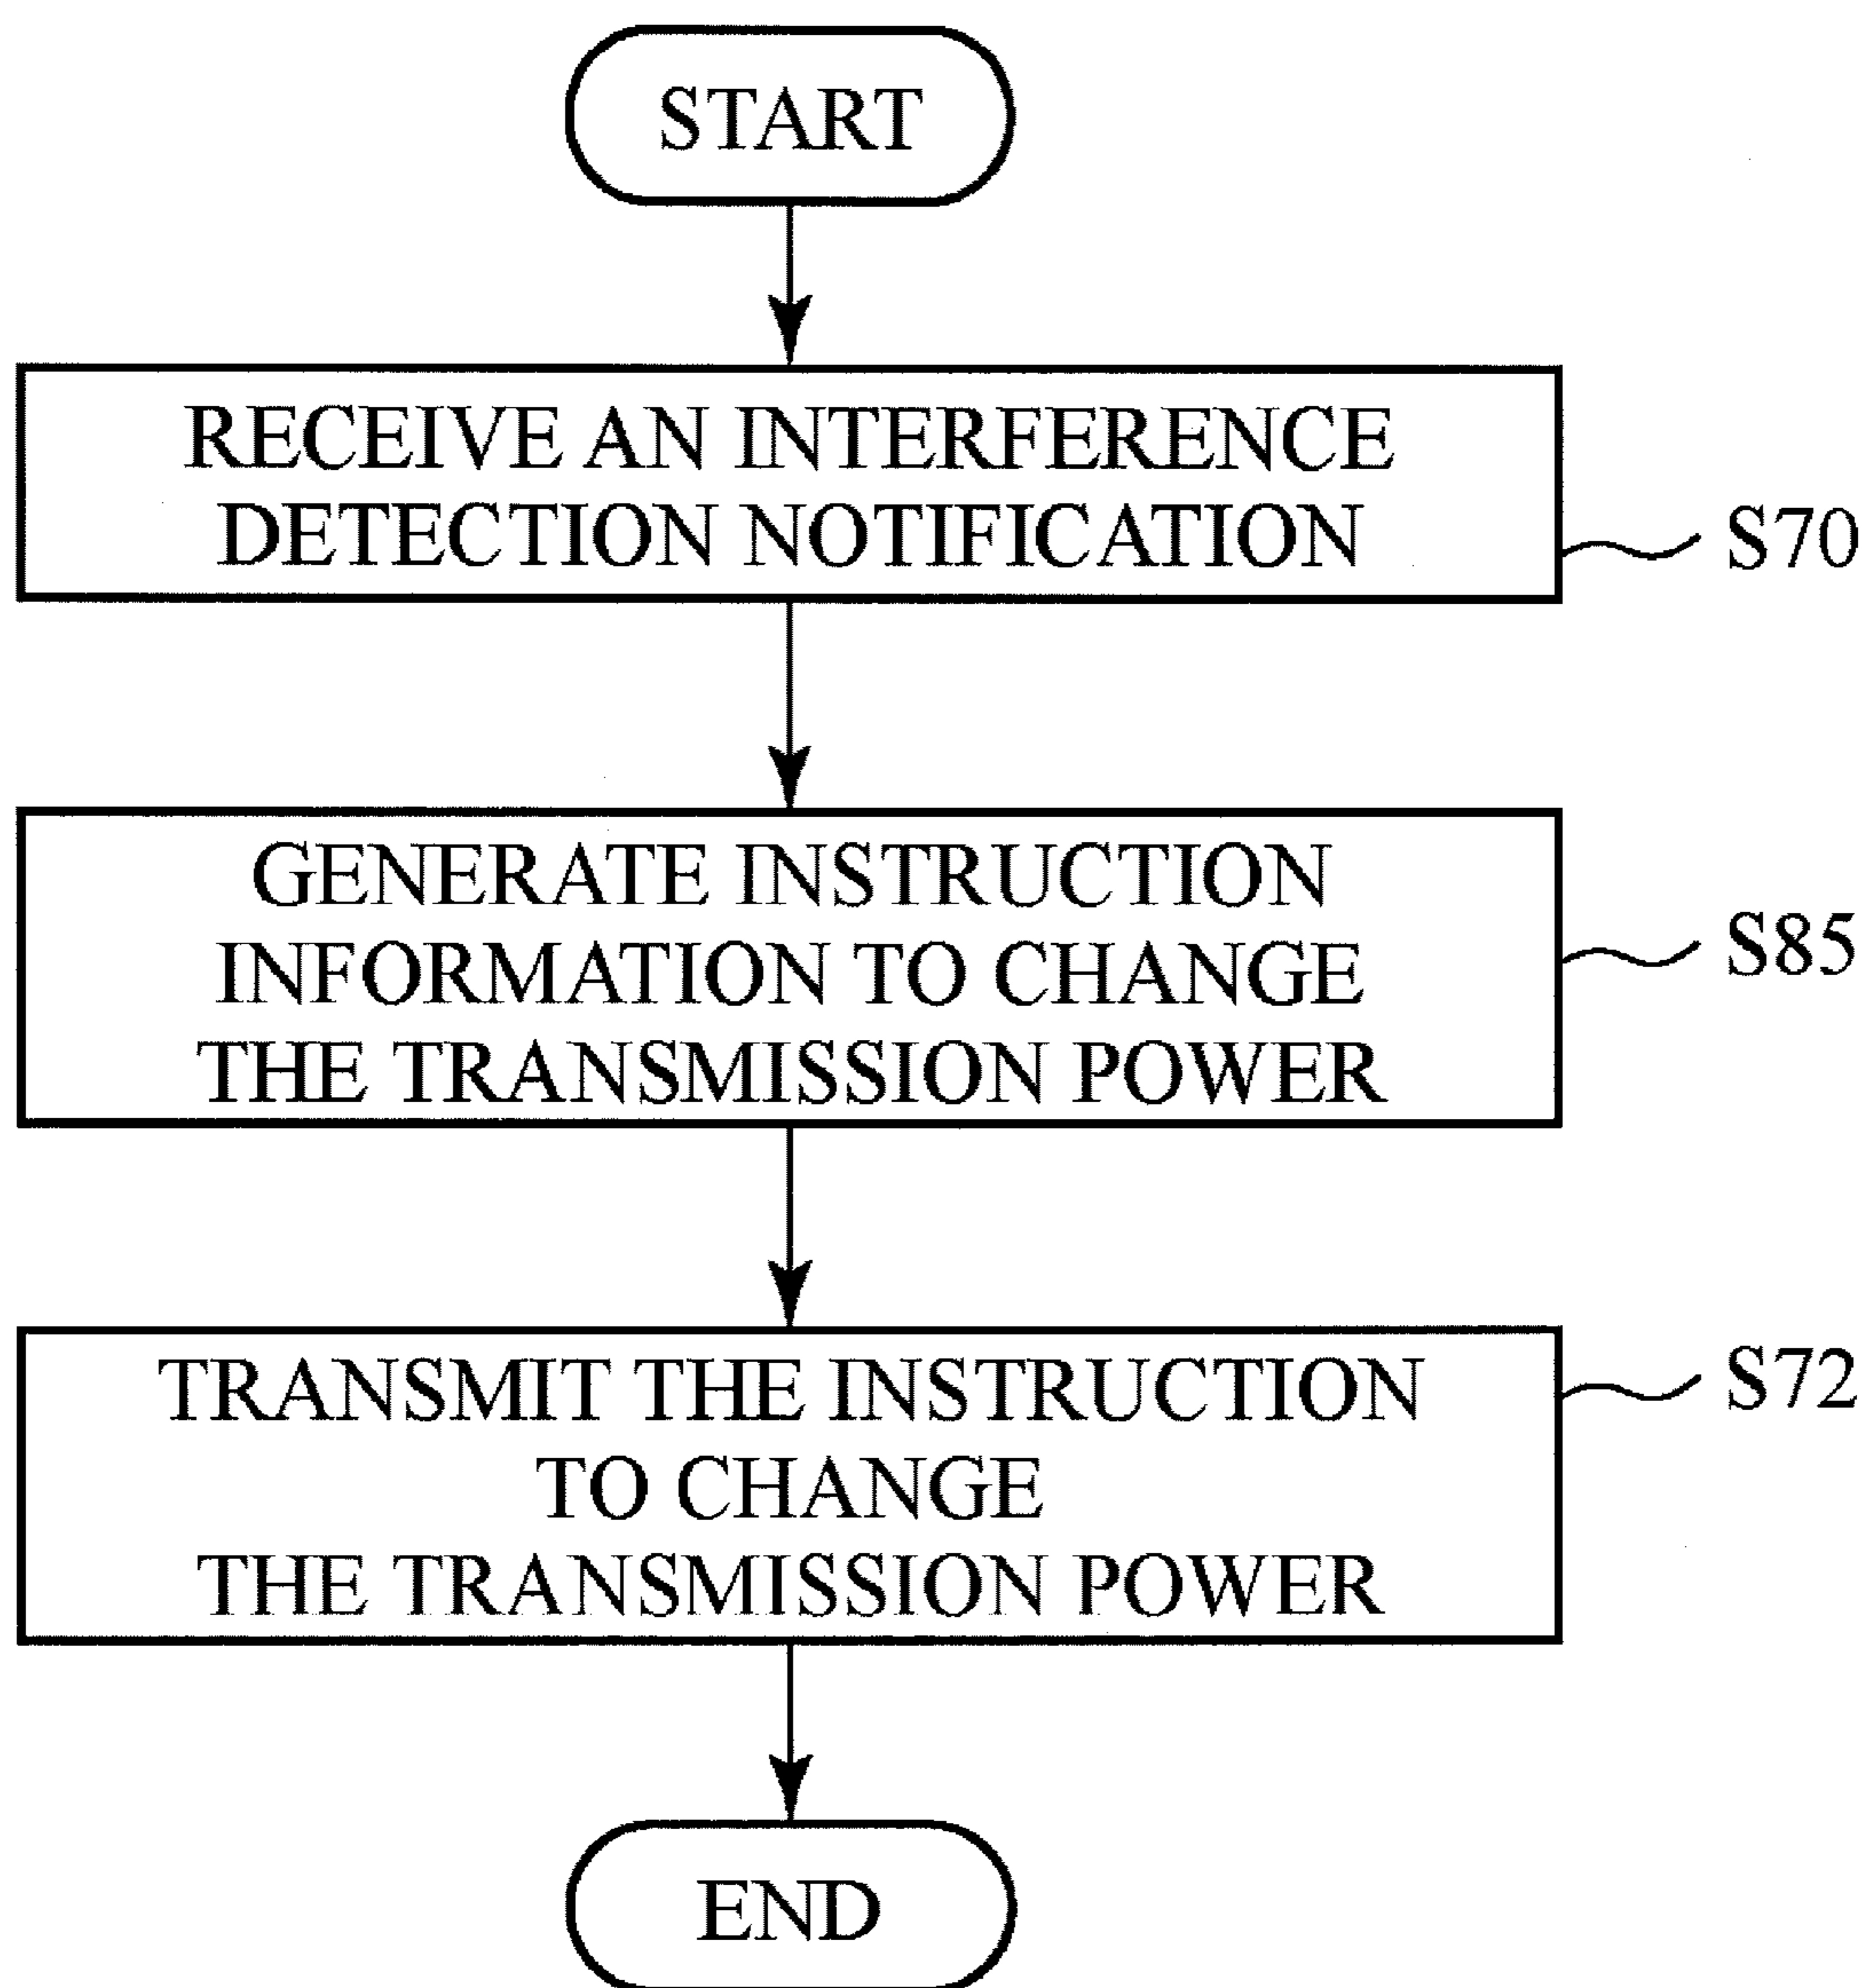 START
RECEIVE AN INTERFERENCE
DETECTION NOTIFICATION
S70
GENERATE INSTRUCTION
INFORMATION TO CHANGE
THE TRANSMISSION POWER
S85
TRANSMIT THE INSTRUCTION
TO CHANGE
THE TRANSMISSION POWER
S72
END